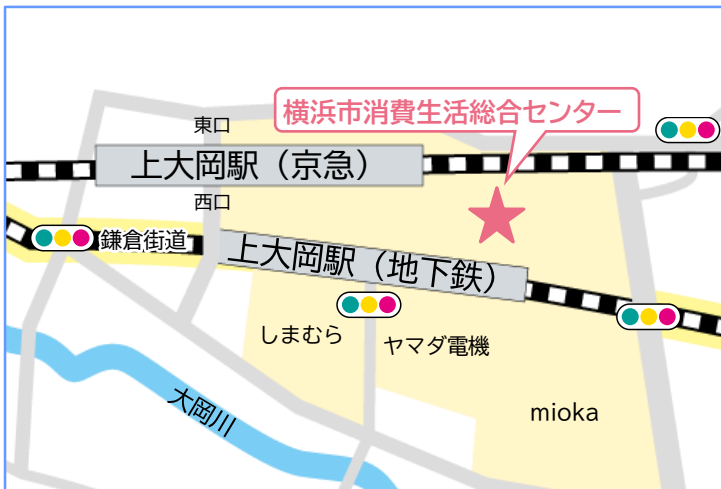 横浜市消費生活総合センター
東口
上大岡駅（京急）
西口
鎌倉街道
上大岡駅（地下鉄）
しまむら
ヤマダ電機
大岡川
mioka